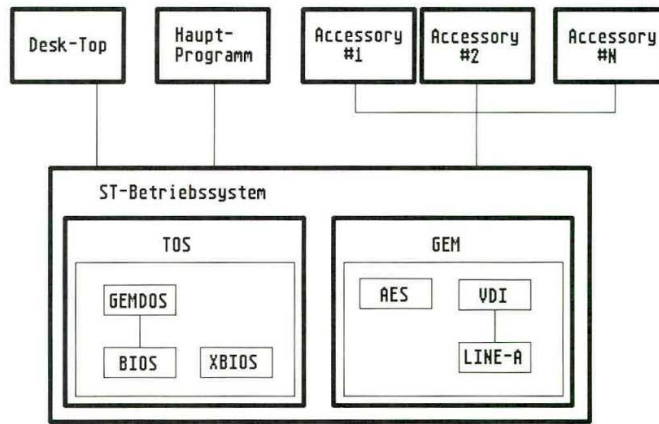 Desk-Top
Haupt-
Programm
Accessory
#1
Accessory
#2
Accessory
#N
ST-Betriebssystem
TOS
GEM
GEMDOS
BIOS
XBIOS
AES
VDI
LINE-A